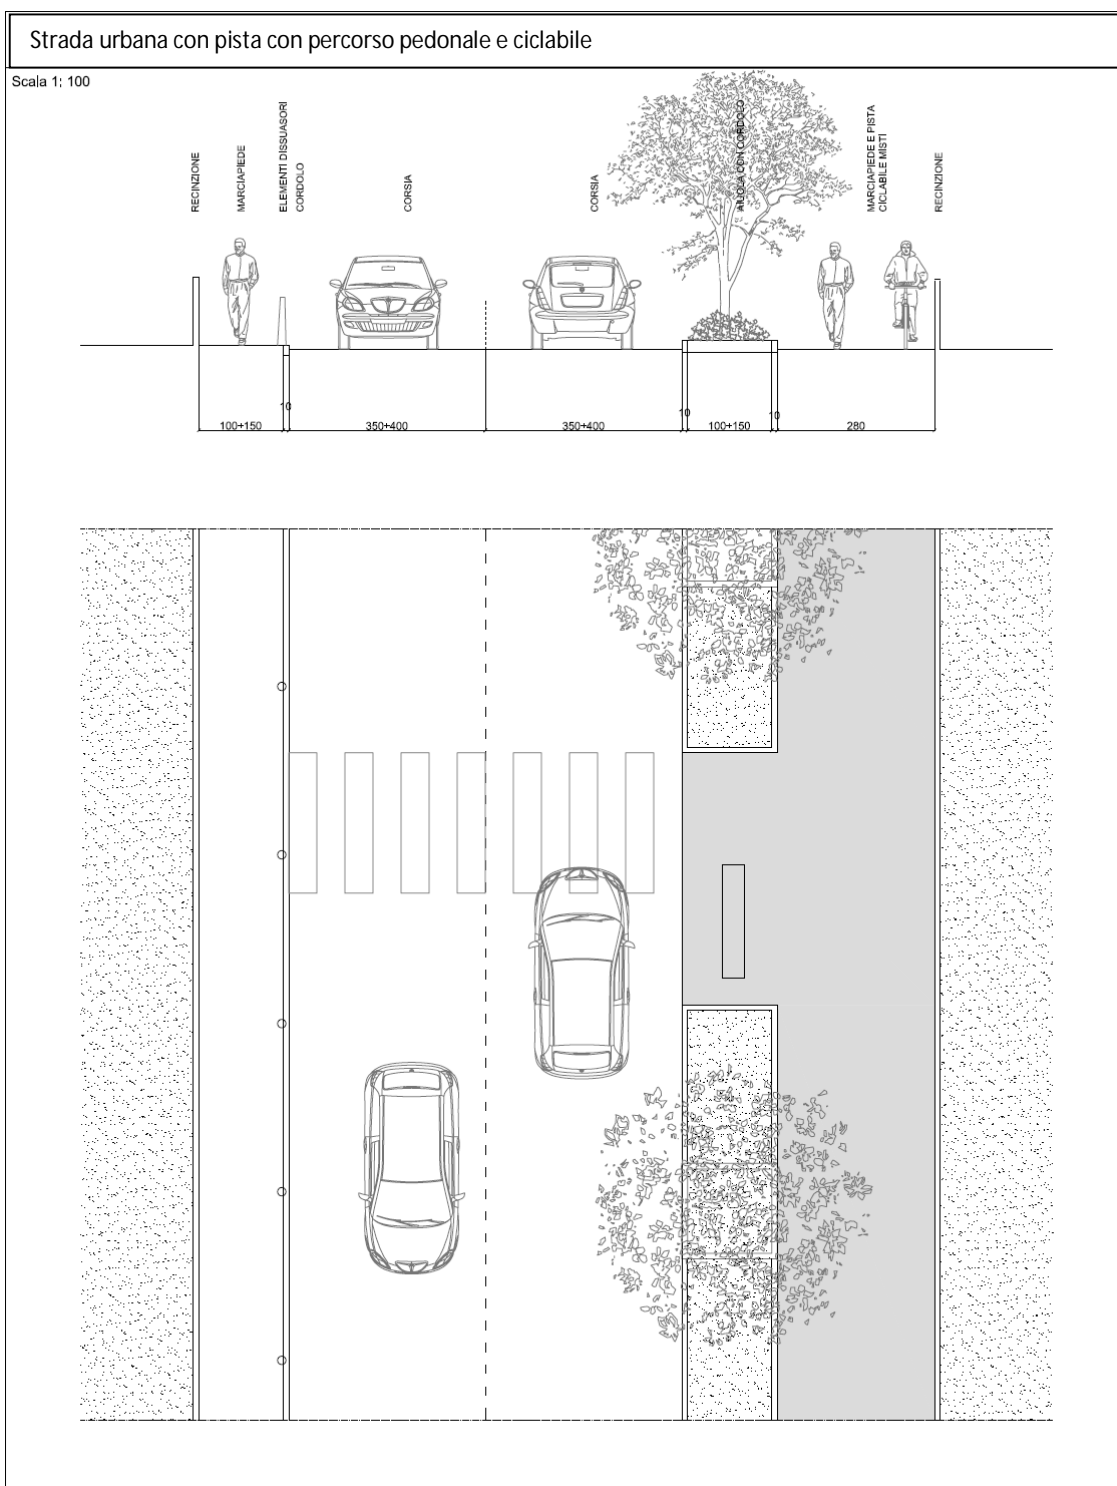 Strada urbana con pista con percorso pedonale e ciclabile
Scala 1: 100
RECINZIONE
MARCIAPIEDE
ELEMENTI DISSUASORI
CORDOLO
CORSIA
CORSIA
AIUOLA CON CORDOLO
MARCIAPIEDE E PISTA
CICLABILE MISTI
RECINZIONE
10
10
10
100+150
350+400
350+400
100+150
280